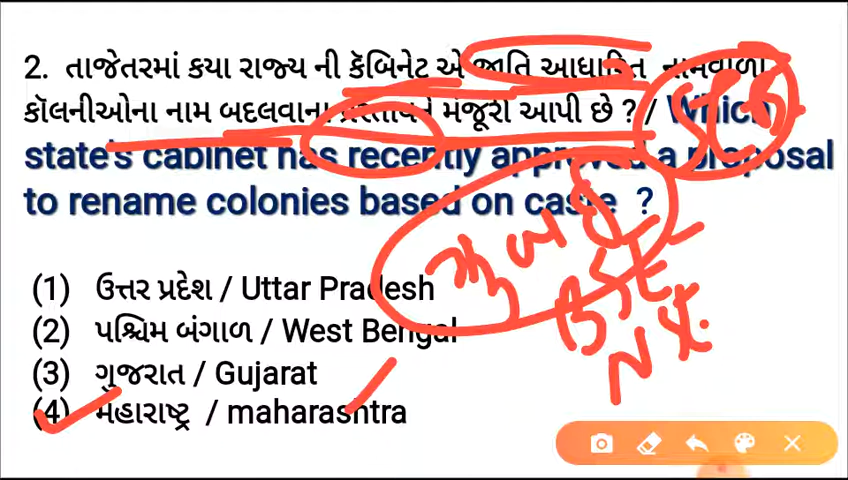 2. તાજેતરમાં કયા રાજ્ય ની કૅબિનેટ એ જાતિ આધારિત નામવાળા
કૉલનીઓના નામ બદલવાના પ્રસ્તાવને મંજૂરી આપી છે ? / Which
state's cabinet has recently approved a proposal
to rename colonies based on caste ?
મુંબઈ
BSE
(1) ઉત્તર પ્રદેશ / Uttar Pradesh
(2) પશ્ચિમ બંગાળ / West Bengal
(3) ગુજરાત / Gujarat
(4) મહારાષ્ટ્ર / maharashtra